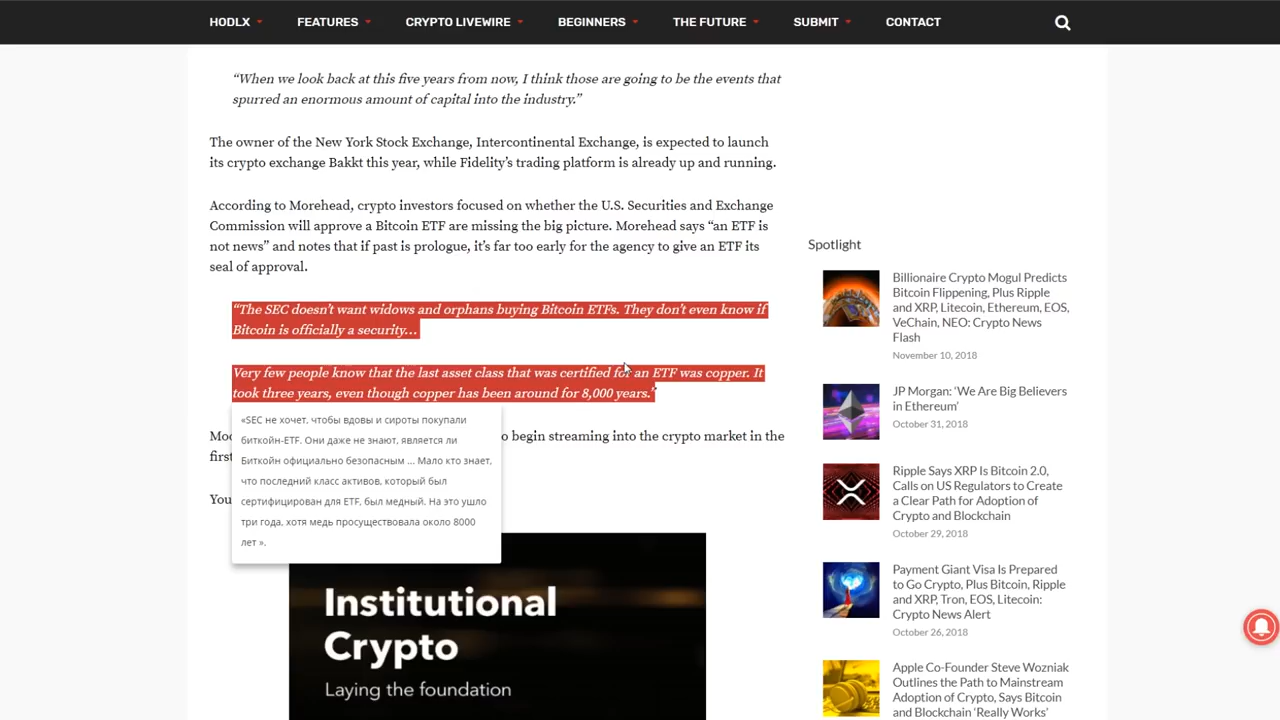 HODLX FEATURES CRYPTO LIVEWIRE BEGINNERS THE FUTURE SUBMIT CONTACT
“When we look back at this five years from now, I think those are going to be the events that
spurred an enormous amount of capital into the industry.”
The owner of the New York Stock Exchange, Intercontinental Exchange, is expected to launch
its crypto exchange Bakkt this year, while Fidelity’s trading platform is already up and running.
According to Morehead, crypto investors focused on whether the U.S. Securities and Exchange
Commission will approve a Bitcoin ETF are missing the big picture. Morehead says “an ETF is
not news” and notes that if past is prologue, it’s far too early for the agency to give an ETF its
seal of approval.
“The SEC doesn’t want widows and orphans buying Bitcoin ETFs. They don’t even know if
Bitcoin is officially a security…
Very few people know that the last asset class that was certified for an ETF was copper. It
took three years, even though copper has been around for 8,000 years.”
«SEC не хочет, чтобы вдовы и сироты покупали
биткойн-ETF. Они даже не знают, является ли
Биткойн официально безопасным ... Мало кто знает,
что последний класс активов, который был
сертифицирован для ETF, был медный. На это ушло
три года, хотя медь просуществовала около 8000
лет ».
o begin streaming into the crypto market in the
firs
You
Institutional
Crypto
Laying the foundation
Spotlight
Billionaire Crypto Mogul Predicts
Bitcoin Flippening, Plus Ripple
and XRP, Litecoin, Ethereum, EOS,
VeChain, NEO: Crypto News
Flash
November 10, 2018
JP Morgan: ‘We Are Big Believers
in Ethereum’
October 31, 2018
Ripple Says XRP Is Bitcoin 2.0,
Calls on US Regulators to Create
a Clear Path for Adoption of
Crypto and Blockchain
October 29, 2018
Payment Giant Visa Is Prepared
to Go Crypto, Plus Bitcoin, Ripple
and XRP, Tron, EOS, Litecoin:
Crypto News Alert
October 26, 2018
Apple Co-Founder Steve Wozniak
Outlines the Path to Mainstream
Adoption of Crypto, Says Bitcoin
and Blockchain ‘Really Works’